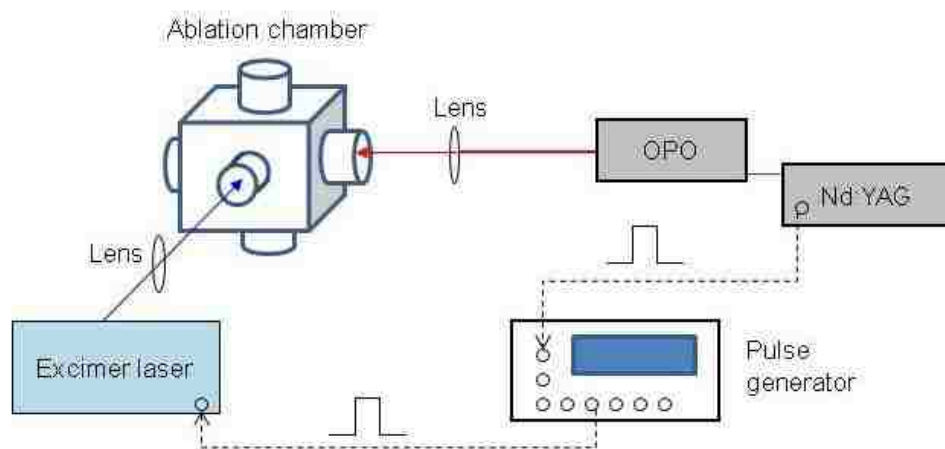 Ablation chamber
Lens
OPO
Nd YAG
Lens
Excimer laser
Pulse
generator